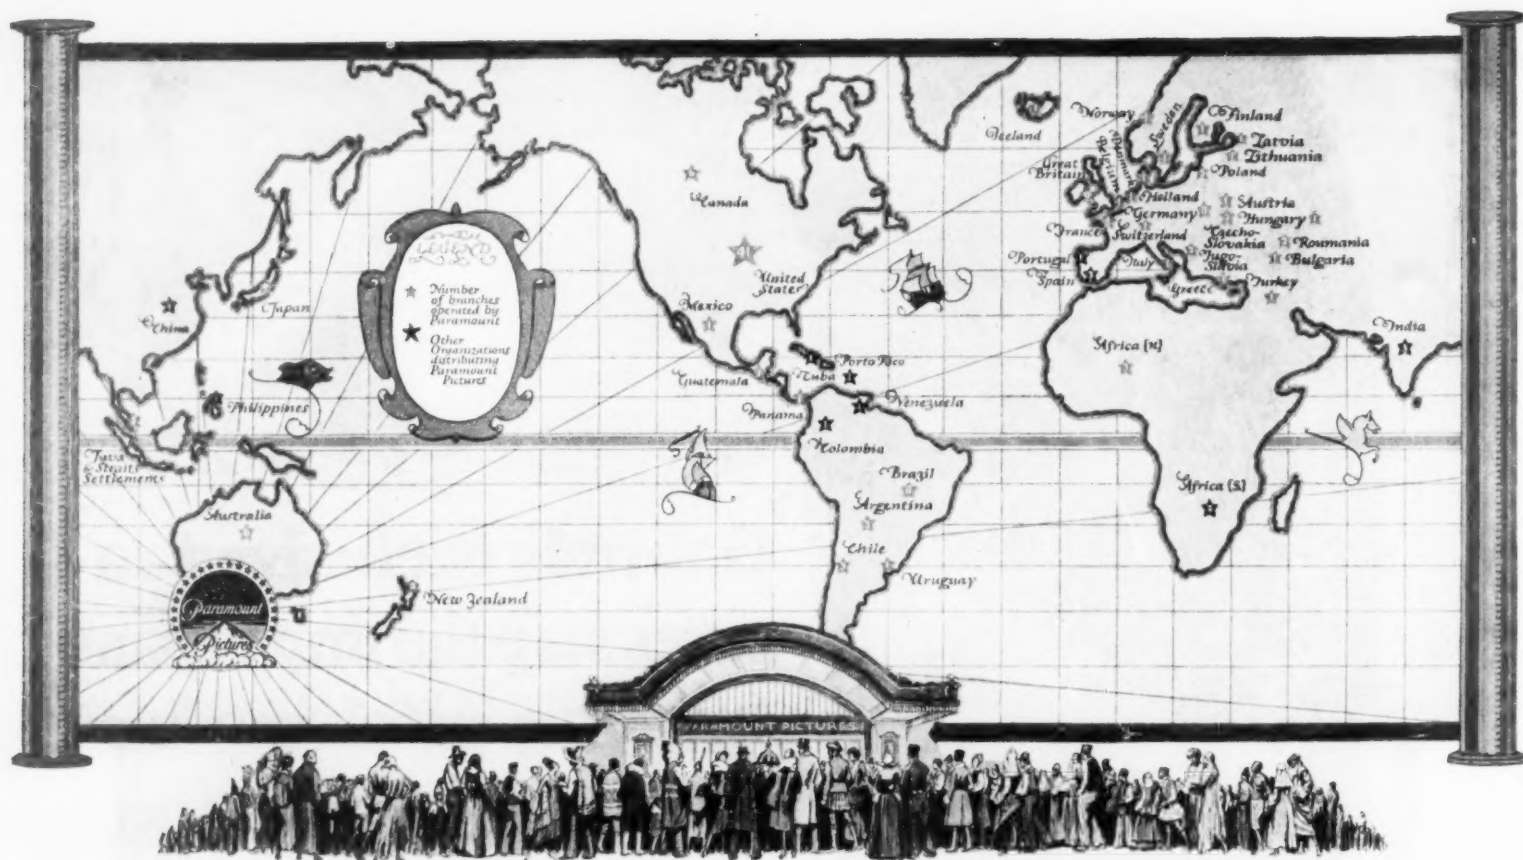 LEGEND
Number
of branches
operated by
Paramount
Other
Organizations
distributing
Paramount
Pictures
China
Japan
Philippines
Java
& Straits
Settlements
Australia
New Zealand
Paramount
Pictures
Canada
United
States
Mexico
Guatemala
Panama
Cuba
Porto Rico
Venezuela
Colombia
Brazil
Argentina
Chile
Uruguay
Iceland
Norway
Sweden
Finland
Latvia
Lithuania
Poland
Great
Britain
Belgium
Denmark
Holland
Germany
France
Switzerland
Austria
Hungary
Czecho-
Slovakia
Roumania
Jugo-
Slavia
Bulgaria
Portugal
Spain
Italy
Greece
Turkey
India
Africa (N)
Africa (S)
PARAMOUNT PICTURES